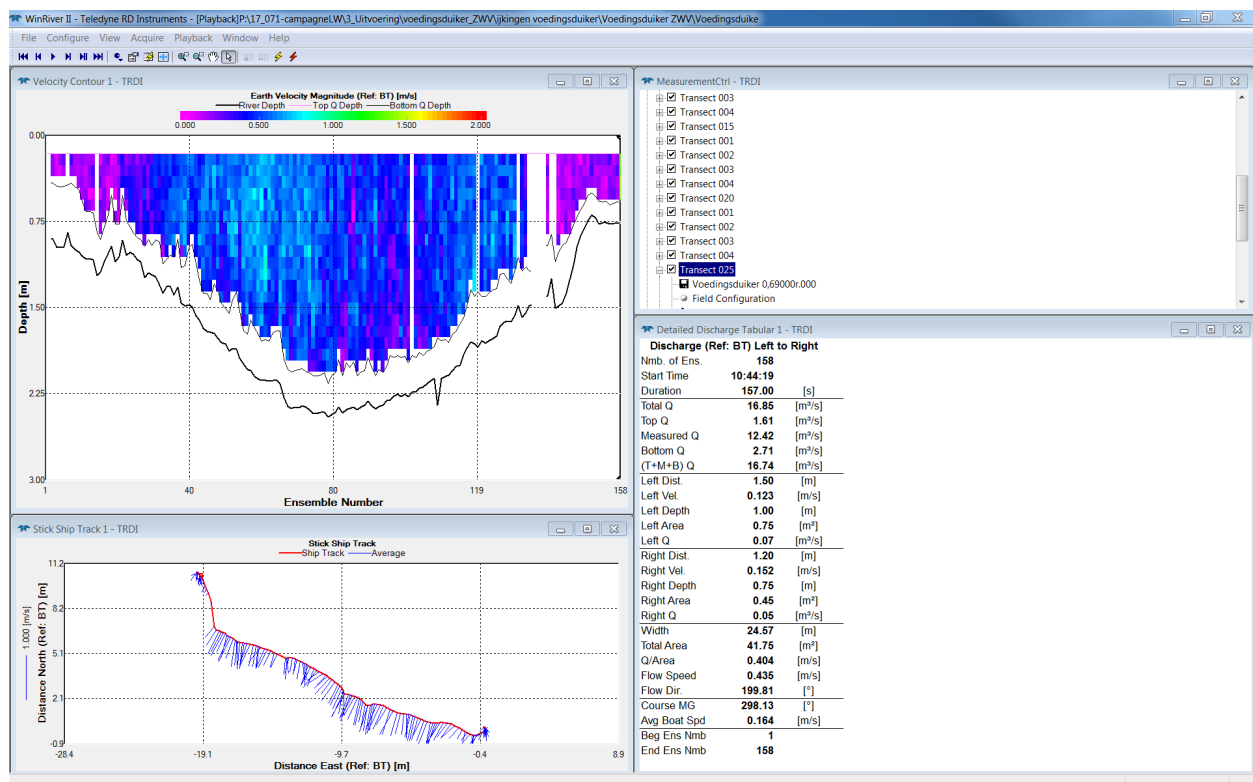 WinRiver II - Teledyne RD Instruments - [Playback]P:\17_071-campagneLW\3_Uitvoering\voedingsduiker_ZWV\ijkingen voedingsduiker\Voedingsduiker ZWV\Voedingsduike
File Configure View Acquire Playback Window Help
Velocity Contour 1 - TRDI
Earth Velocity Magnitude (Ref: BT) [m/s]
River Depth Top Q Depth Bottom Q Depth
0.000 0.500 1.000 1.500 2.000
0.00
0.75
1.50
2.25
3.00
Depth [m]
1 40 80 119 158
Ensemble Number
Stick Ship Track 1 - TRDI
Stick Ship Track
Ship Track Average
11.2
8.2
5.1
2.1
-0.9
1.000 [m/s]
Distance North (Ref: BT) [m]
-28.4 -19.1 -9.7 -0.4 8.9
Distance East (Ref: BT) [m]
MeasurementCtrl - TRDI
Transect 003
Transect 004
Transect 015
Transect 001
Transect 002
Transect 003
Transect 004
Transect 020
Transect 001
Transect 002
Transect 003
Transect 004
Transect 025
Voedingsduiker 0,69000r.000
Field Configuration
Detailed Discharge Tabular 1 - TRDI
Discharge (Ref: BT) Left to Right
Nmb. of Ens. 158
Start Time 10:44:19
Duration 157.00 [s]
Total Q 16.85 [m³/s]
Top Q 1.61 [m³/s]
Measured Q 12.42 [m³/s]
Bottom Q 2.71 [m³/s]
(T+M+B) Q 16.74 [m³/s]
Left Dist. 1.50 [m]
Left Vel. 0.123 [m/s]
Left Depth 1.00 [m]
Left Area 0.75 [m²]
Left Q 0.07 [m³/s]
Right Dist. 1.20 [m]
Right Vel. 0.152 [m/s]
Right Depth 0.75 [m]
Right Area 0.45 [m²]
Right Q 0.05 [m³/s]
Width 24.57 [m]
Total Area 41.75 [m²]
Q/Area 0.404 [m/s]
Flow Speed 0.435 [m/s]
Flow Dir. 199.81 [°]
Course MG 298.13 [°]
Avg Boat Spd 0.164 [m/s]
Beg Ens Nmb 1
End Ens Nmb 158